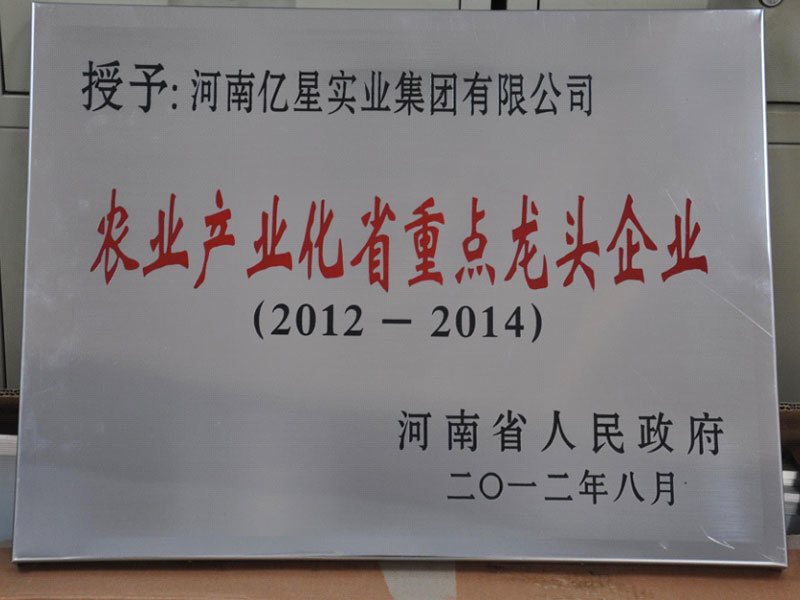 授予:河南亿星实业集团有限公司
农业产业化省重点龙头企业
(2012－2014)
河南省人民政府
二〇一二年八月